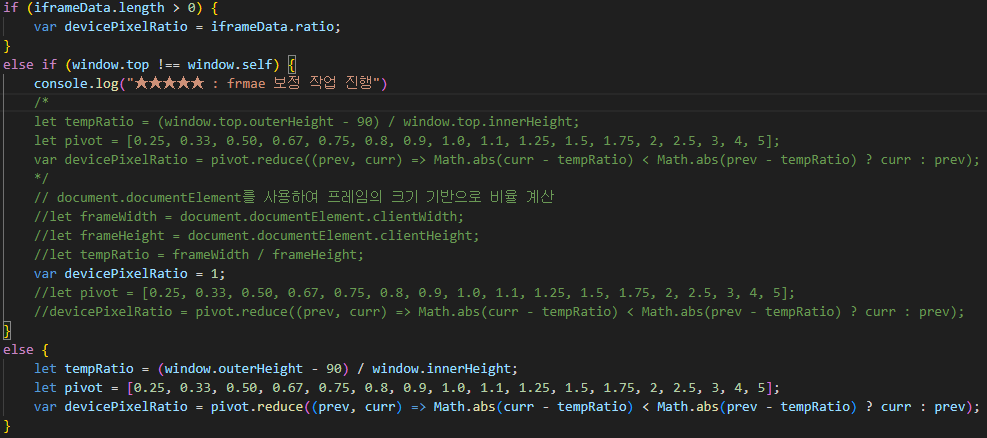 if (iframeData.length > 0) {
var devicePixelRatio = iframeData.ratio;
}
else if (window.top !== window.self) {
console.log("★★★★★ : frmae 보정 작업 진행")
/*
let tempRatio = (window.top.outerHeight - 90) / window.top.innerHeight;
let pivot = [0.25, 0.33, 0.50, 0.67, 0.75, 0.8, 0.9, 1.0, 1.1, 1.25, 1.5, 1.75, 2, 2.5, 3, 4, 5];
var devicePixelRatio = pivot.reduce((prev, curr) => Math.abs(curr - tempRatio) < Math.abs(prev - tempRatio) ? curr : prev);
*/
// document.documentElement를 사용하여 프레임의 크기 기반으로 비율 계산
//let frameWidth = document.documentElement.clientWidth;
//let frameHeight = document.documentElement.clientHeight;
//let tempRatio = frameWidth / frameHeight;
var devicePixelRatio = 1;
//let pivot = [0.25, 0.33, 0.50, 0.67, 0.75, 0.8, 0.9, 1.0, 1.1, 1.25, 1.5, 1.75, 2, 2.5, 3, 4, 5];
//devicePixelRatio = pivot.reduce((prev, curr) => Math.abs(curr - tempRatio) < Math.abs(prev - tempRatio) ? curr : prev);
}
else {
let tempRatio = (window.outerHeight - 90) / window.innerHeight;
let pivot = [0.25, 0.33, 0.50, 0.67, 0.75, 0.8, 0.9, 1.0, 1.1, 1.25, 1.5, 1.75, 2, 2.5, 3, 4, 5];
var devicePixelRatio = pivot.reduce((prev, curr) => Math.abs(curr - tempRatio) < Math.abs(prev - tempRatio) ? curr : prev);
}